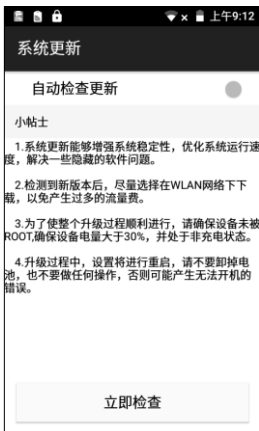 上午9:12
系统更新
自动检查更新
小帖士
1.系统更新能够增强系统稳定性，优化系统运行速
度，解决一些隐藏的软件问题。
2.检测到新版本后，尽量选择在WLAN网络下下
载，以免产生过多的流量费。
3.为了使整个升级过程顺利进行，请确保设备未被
ROOT,确保设备电量大于30%，并处于非充电状态。
4.升级过程中，设置将进行重启，请不要卸掉电
池，也不要做任何操作，否则可能产生无法开机的
错误。
立即检查